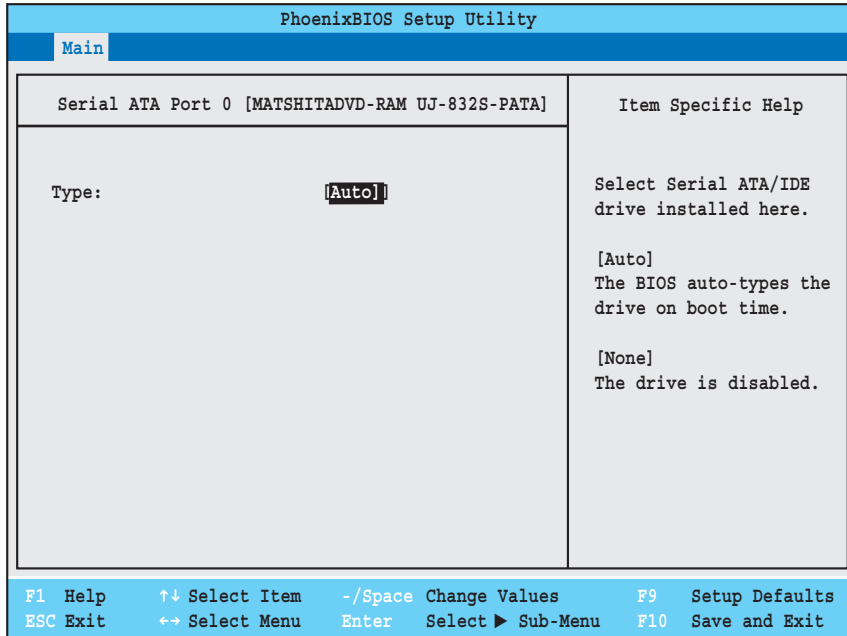 PhoenixBIOS Setup Utility
Main
Serial ATA Port 0 [MATSHITADVD-RAM UJ-832S-PATA]
Type: [Auto]]
Item Specific Help
Select Serial ATA/IDE
drive installed here.
[Auto]
The BIOS auto-types the
drive on boot time.
[None]
The drive is disabled.
F1 Help ↑↓ Select Item -/Space Change Values F9 Setup Defaults
ESC Exit ←→ Select Menu Enter Select ▶ Sub-Menu F10 Save and Exit